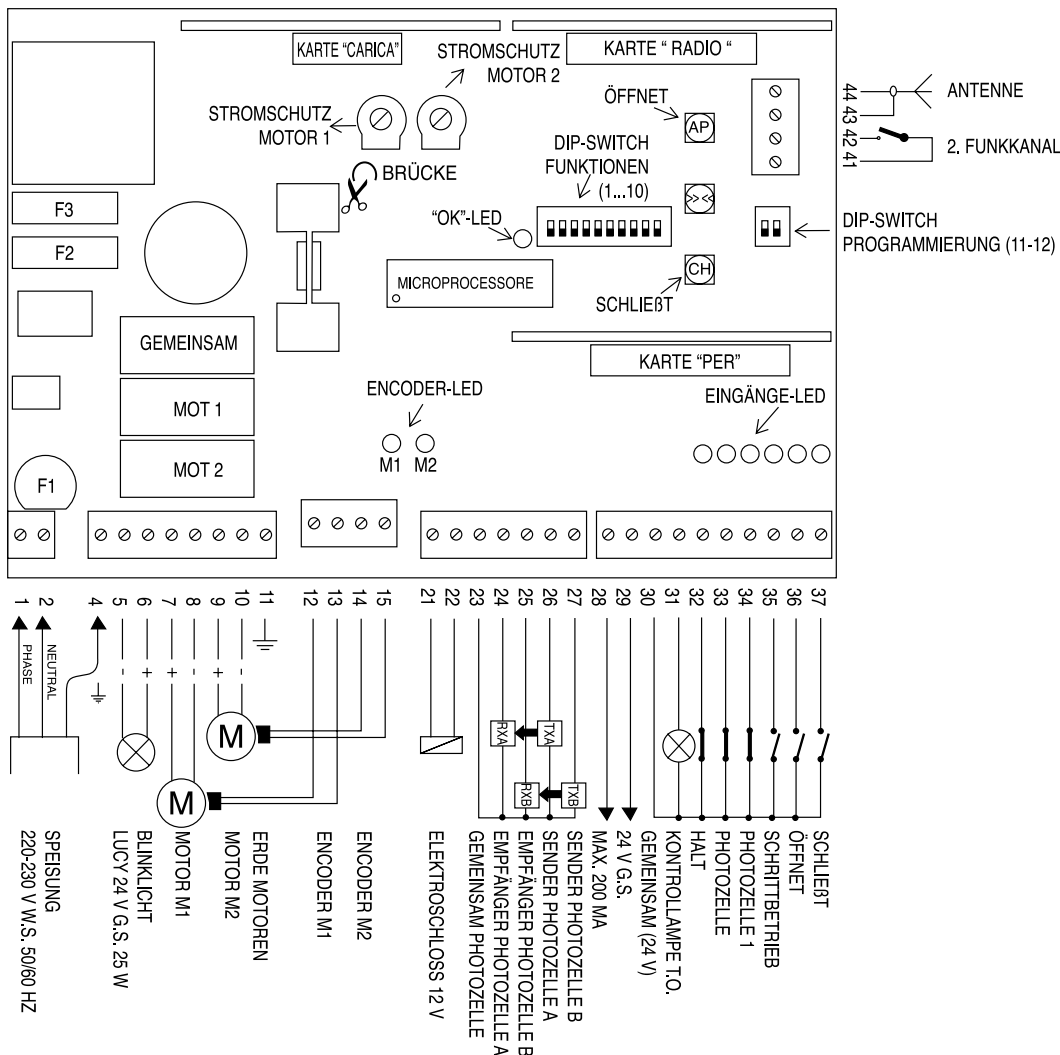 KARTE "CARICA"
STROMSCHUTZ
MOTOR 2
KARTE " RADIO "
STROMSCHUTZ
MOTOR 1
ÖFFNET
AP
44
43
42
41
ANTENNE
2. FUNKKANAL
BRÜCKE
DIP-SWITCH
FUNKTIONEN
(1...10)
>> <<
F3
F2
"OK"-LED
DIP-SWITCH
PROGRAMMIERUNG (11-12)
CH
MICROPROCESSORE
SCHLIEßT
GEMEINSAM
KARTE "PER"
MOT 1
ENCODER-LED
EINGÄNGE-LED
MOT 2
M1 M2
F1
1 2 4 5 6 7 8 9 10 11 12 13 14 15 21 22 23 24 25 26 27 28 29 30 31 32 33 34 35 36 37
PHASE
NEUTRAL
- + + - + -
M
M
RXA
TXA
RXB
TXB
SPEISUNG
220-230 V W.S. 50/60 HZ
BLINKLICHT
LUCY 24 V G.S. 25 W
MOTOR M1
MOTOR M2
ERDE MOTOREN
ENCODER M1
ENCODER M2
ELEKTROSCHLOSS 12 V
GEMEINSAM PHOTOZELLE
EMPFÄNGER PHOTOZELLE A
EMPFÄNGER PHOTOZELLE B
SENDER PHOTOZELLE A
SENDER PHOTOZELLE B
MAX. 200 MA
24 V G.S.
GEMEINSAM (24 V)
KONTROLLAMPE T.O.
HALT
PHOTOZELLE
PHOTOZELLE 1
SCHRITTBETRIEB
ÖFFNET
SCHLIEßT